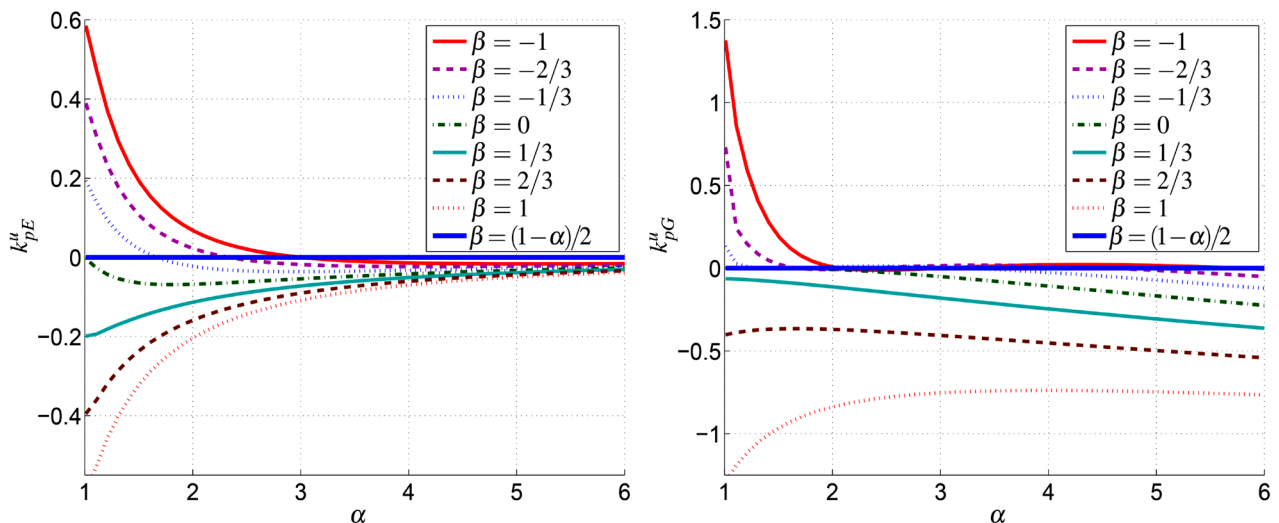 0.6
0.4
0.2
0
−0.2
−0.4
k^u_{pE}
1 2 3 4 5 6
α
β = −1
β = −2/3
β = −1/3
β = 0
β = 1/3
β = 2/3
β = 1
β = (1−α)/2
1.5
1
0.5
0
−0.5
−1
k^u_{pG}
1 2 3 4 5 6
α
β = −1
β = −2/3
β = −1/3
β = 0
β = 1/3
β = 2/3
β = 1
β = (1−α)/2